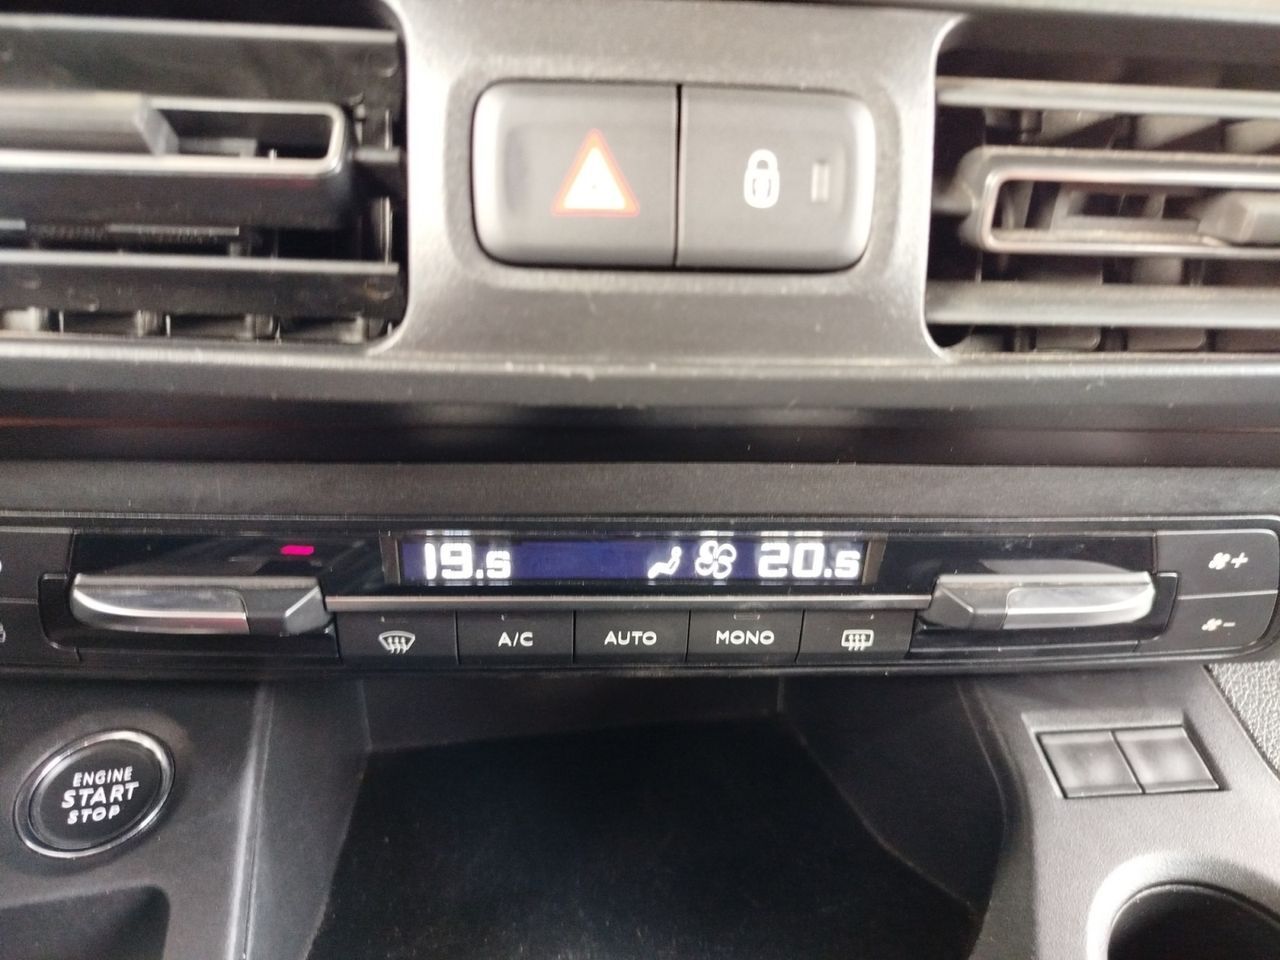 19.5 20.5
A/C AUTO MONO
+
-
ENGINE
START
STOP